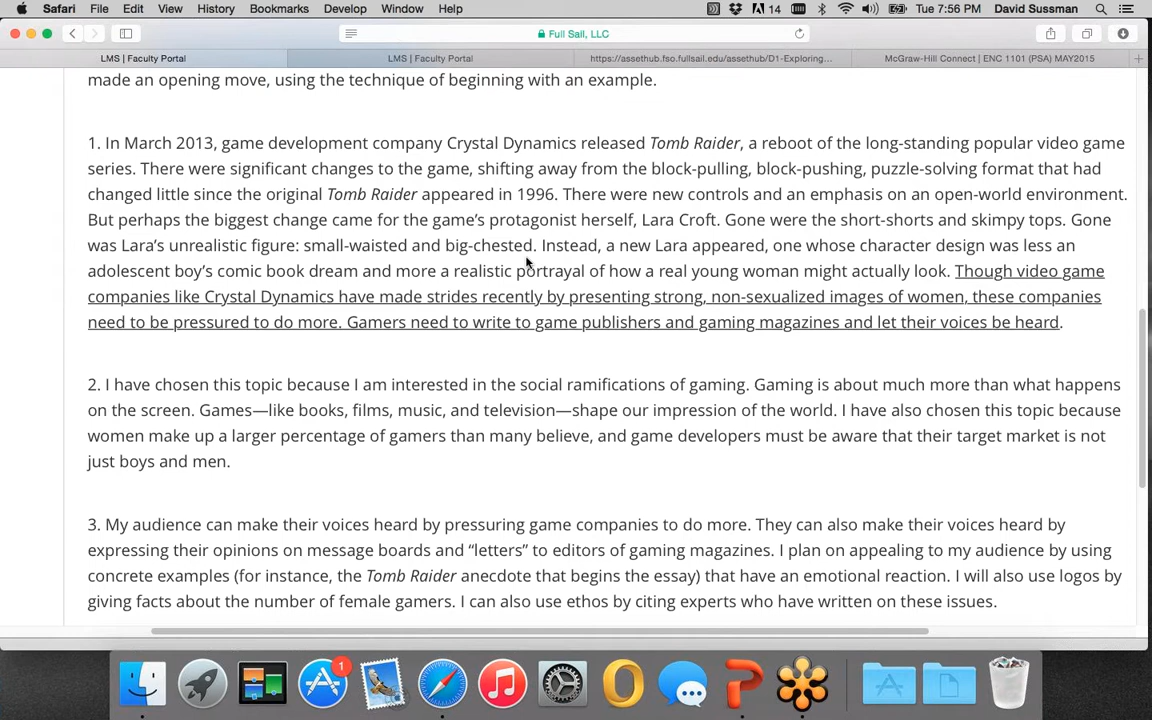 Safari File Edit View History Bookmarks Develop Window Help 14 Tue 7:56 PM David Sussman
Full Sail, LLC
LMS | Faculty Portal LMS | Faculty Portal https://assethub.fso.fullsail.edu/assethub/D1-Exploring... McGraw-Hill Connect | ENC 1101 (PSA) MAY2015
made an opening move, using the technique of beginning with an example.
1. In March 2013, game development company Crystal Dynamics released Tomb Raider, a reboot of the long-standing popular video game
series. There were significant changes to the game, shifting away from the block-pulling, block-pushing, puzzle-solving format that had
changed little since the original Tomb Raider appeared in 1996. There were new controls and an emphasis on an open-world environment.
But perhaps the biggest change came for the game’s protagonist herself, Lara Croft. Gone were the short-shorts and skimpy tops. Gone
was Lara’s unrealistic figure: small-waisted and big-chested. Instead, a new Lara appeared, one whose character design was less an
adolescent boy’s comic book dream and more a realistic portrayal of how a real young woman might actually look. Though video game
companies like Crystal Dynamics have made strides recently by presenting strong, non-sexualized images of women, these companies
need to be pressured to do more. Gamers need to write to game publishers and gaming magazines and let their voices be heard.
2. I have chosen this topic because I am interested in the social ramifications of gaming. Gaming is about much more than what happens
on the screen. Games—like books, films, music, and television—shape our impression of the world. I have also chosen this topic because
women make up a larger percentage of gamers than many believe, and game developers must be aware that their target market is not
just boys and men.
3. My audience can make their voices heard by pressuring game companies to do more. They can also make their voices heard by
expressing their opinions on message boards and “letters” to editors of gaming magazines. I plan on appealing to my audience by using
concrete examples (for instance, the Tomb Raider anecdote that begins the essay) that have an emotional reaction. I will also use logos by
giving facts about the number of female gamers. I can also use ethos by citing experts who have written on these issues.
1